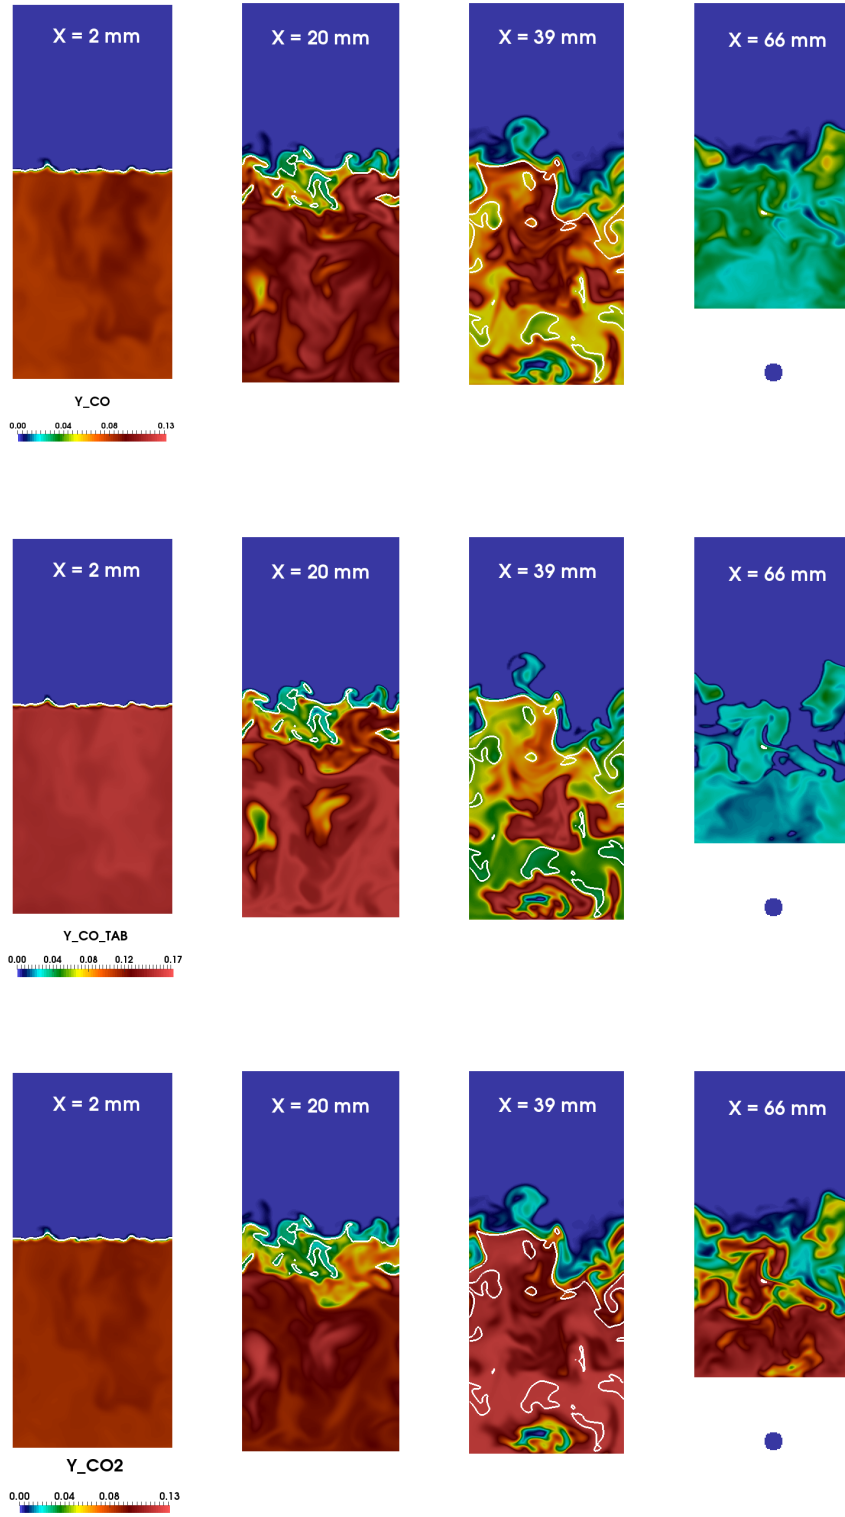 X = 2 mm X = 20 mm X = 39 mm X = 66 mm
Y_CO
0.00 0.04 0.08 0.13
X = 2 mm X = 20 mm X = 39 mm X = 66 mm
Y_CO_TAB
0.00 0.04 0.08 0.12 0.17
X = 2 mm X = 20 mm X = 39 mm X = 66 mm
Y_CO2
0.00 0.04 0.08 0.13